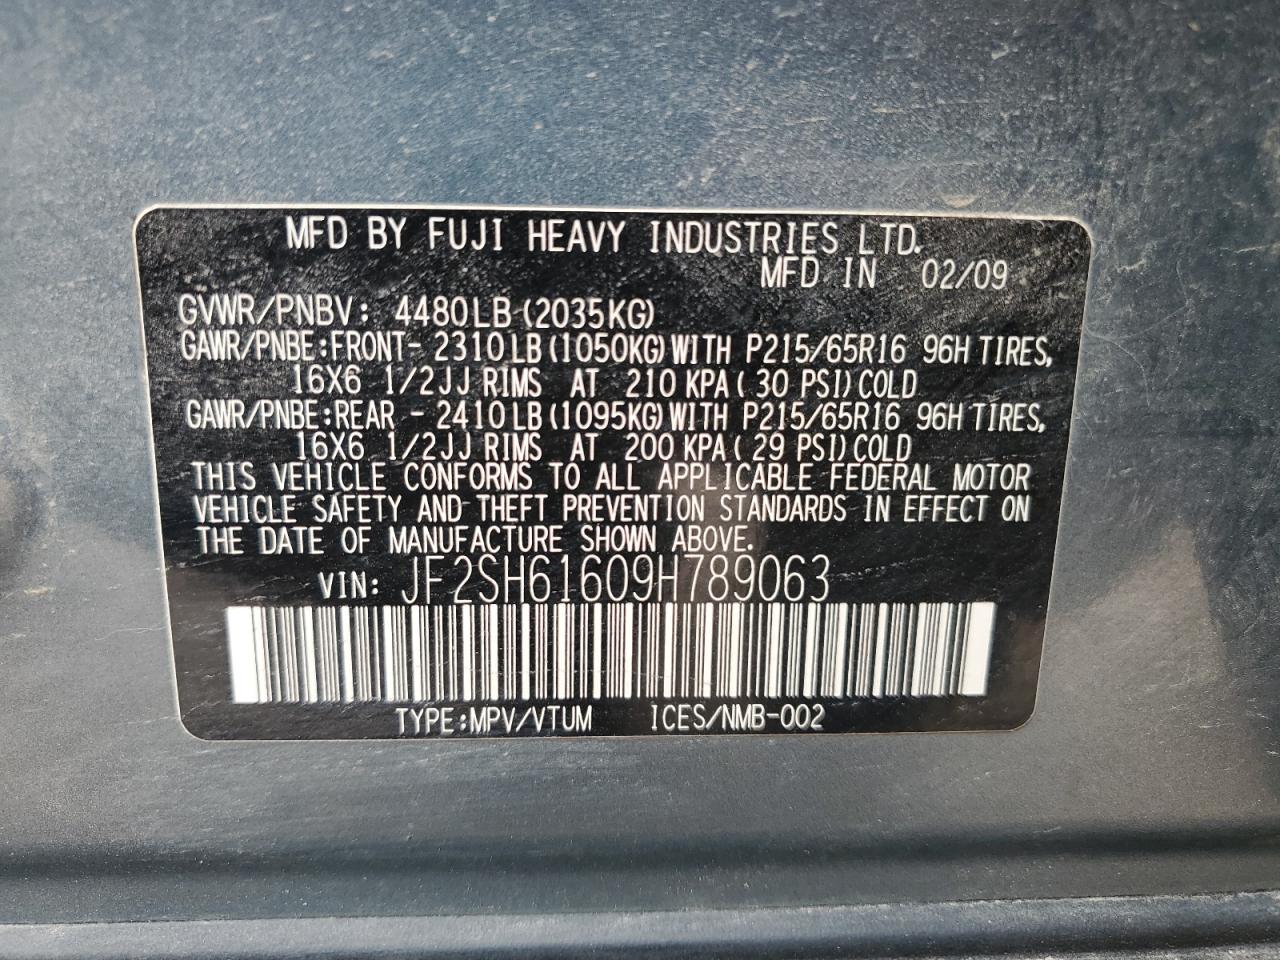 MFD BY FUJI HEAVY INDUSTRIES LTD.
MFD IN 02/09
GVWR/PNBV: 4480LB (2035KG)
GAWR/PNBE:FRONT- 2310LB (1050KG) WITH P215/65R16 96H TIRES,
16X6 1/2JJ RIMS AT 210 KPA ( 30 PSI) COLD
GAWR/PNBE:REAR - 2410LB (1095KG) WITH P215/65R16 96H TIRES,
16X6 1/2JJ RIMS AT 200 KPA ( 29 PSI) COLD
THIS VEHICLE CONFORMS TO ALL APPLICABLE FEDERAL MOTOR
VEHICLE SAFETY AND THEFT PREVENTION STANDARDS IN EFFECT ON
THE DATE OF MANUFACTURE SHOWN ABOVE.
VIN: JF2SH61609H789063
TYPE:MPV/VTUM ICES/NMB-002